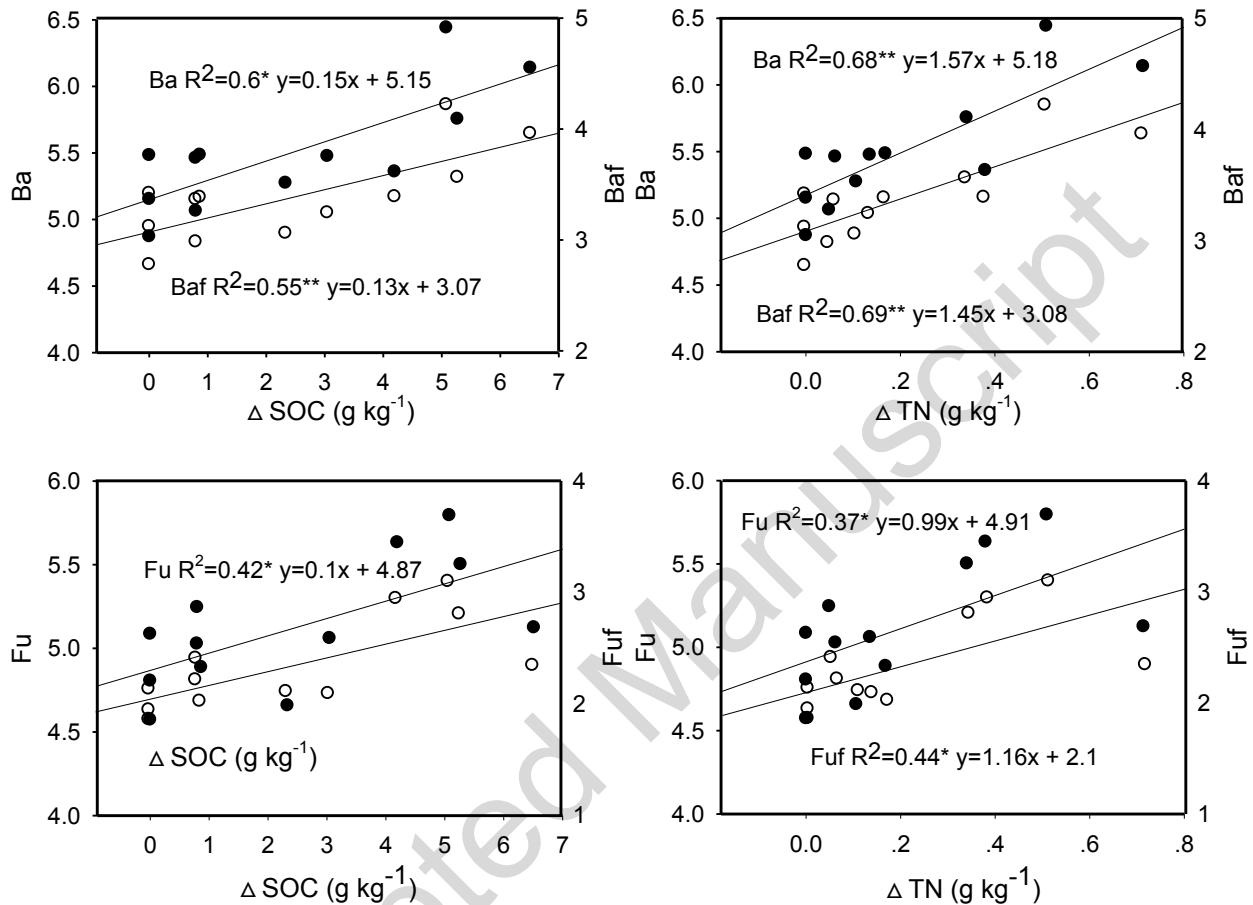 6.5 5 6.5 5
Ba R²=0.6* y=0.15x + 5.15 Ba R²=0.68** y=1.57x + 5.18
6.0 6.0
4 4
5.5 5.5
Ba Baf Ba Baf
5.0 5.0
3 3
4.5 Baf R²=0.55** y=0.13x + 3.07 4.5 Baf R²=0.69** y=1.45x + 3.08
4.0 2 4.0 2
0 1 2 3 4 5 6 7 0.0 .2 .4 .6 .8
△ SOC (g kg⁻¹) △ TN (g kg⁻¹)
6.0 4 6.0 4
Fu R²=0.42* y=0.1x + 4.87 Fu R²=0.37* y=0.99x + 4.91
5.5 5.5
3 3
Fu 5.0 Fuf Fu 5.0 Fuf
2 2
4.5 4.5
△ SOC (g kg⁻¹) Fuf R²=0.44* y=1.16x + 2.1
4.0 1 4.0 1
0 1 2 3 4 5 6 7 0.0 .2 .4 .6 .8
△ SOC (g kg⁻¹) △ TN (g kg⁻¹)
nted Manuscript